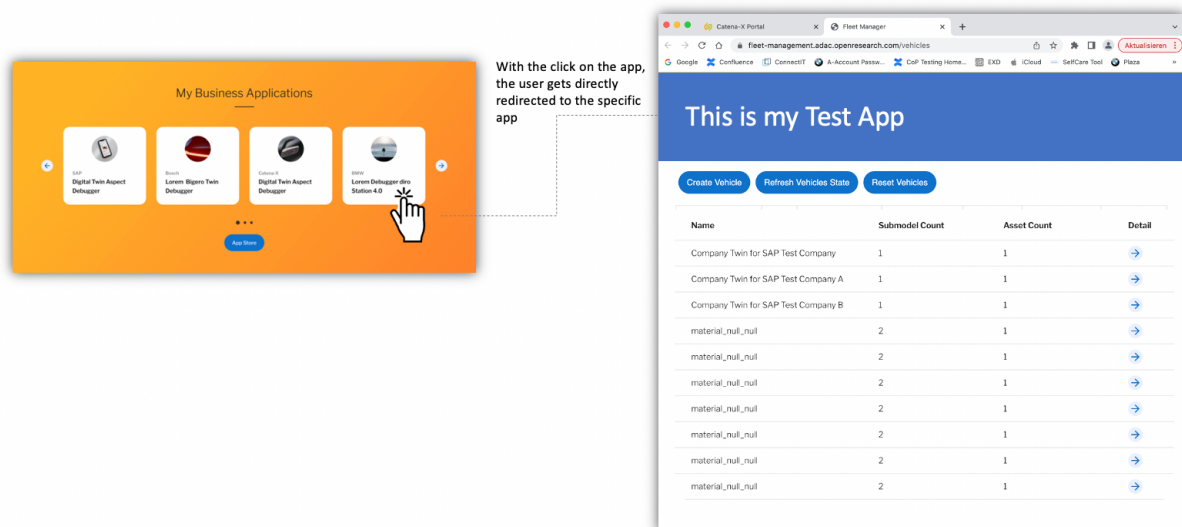 My Business Applications
SAP
Digital Twin Aspect
Debugger
Bosch
Lorem Bigero Twin
Debugger
Catena-X
Digital Twin Aspect
Debugger
BMW
Lorem Debugger diro
Station 4.0
App Store
With the click on the app,
the user gets directly
redirected to the specific
app
Catena-X Portal
Fleet Manager
fleet-management.adac.openresearch.com/vehicles
Aktualisieren
Google Confluence ConnectIT A-Account Passw... CoP Testing Home... EXD iCloud SelfCare Tool Plaza »
This is my Test App
Create Vehicle Refresh Vehicles State Reset Vehicles
Name Submodel Count Asset Count Detail
Company Twin for SAP Test Company 1 1
Company Twin for SAP Test Company A 1 1
Company Twin for SAP Test Company B 1 1
material_null_null 2 1
material_null_null 2 1
material_null_null 2 1
material_null_null 2 1
material_null_null 2 1
material_null_null 2 1
material_null_null 2 1